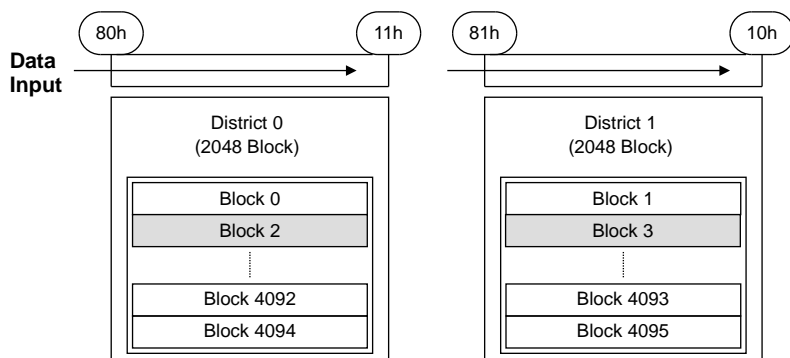 80h
11h
81h
10h
Data
Input
District 0
(2048 Block)
Block 0
Block 2
Block 4092
Block 4094
District 1
(2048 Block)
Block 1
Block 3
Block 4093
Block 4095